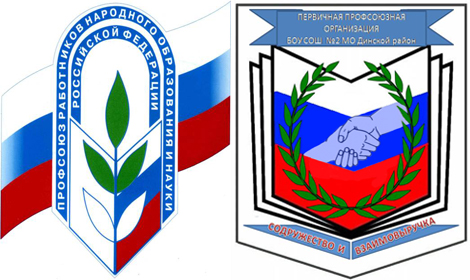 ПРОФСОЮЗ РАБОТНИКОВ НАРОДНОГО ОБРАЗОВАНИЯ И НАУКИ
РОССИЙСКОЙ ФЕДЕРАЦИИ
ПЕРВИЧНАЯ ПРОФСОЮЗНАЯ
ОРГАНИЗАЦИЯ
БОУ СОШ №2 МО Динской район
СОДРУЖЕСТВО И ВЗАИМОВЫРУЧКА